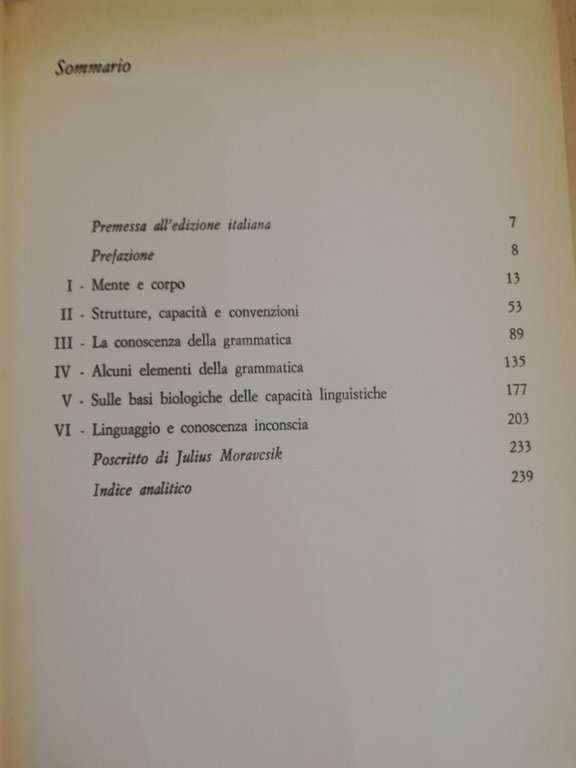 Sommario
Premessa all'edizione italiana 7
Prefazione 8
I - Mente e corpo 13
II - Strutture, capacità e convenzioni 53
III - La conoscenza della grammatica 89
IV - Alcuni elementi della grammatica 135
V - Sulle basi biologiche delle capacità linguistiche 177
VI - Linguaggio e conoscenza inconscia 203
Poscritto di Julius Moravcsik 233
Indice analitico 239